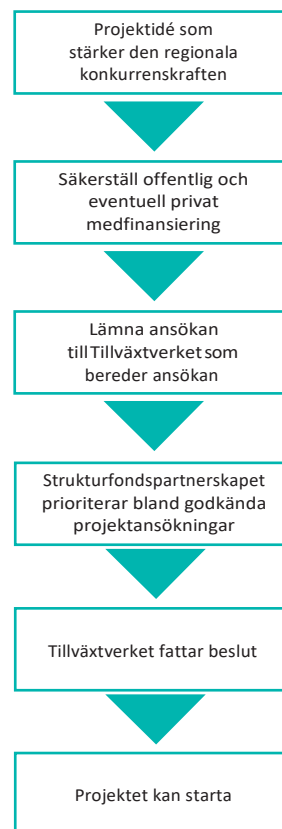 Projektidé som
stärker den regionala
konkurrenskraften
Säkerställ offentlig och
eventuell privat
medfinansiering
Lämna ansökan
till Tillväxtverket som
bereder ansökan
Strukturfondspartnerskapet
prioriterar bland godkända
projektansökningar
Tillväxtverket fattar beslut
Projektet kan starta